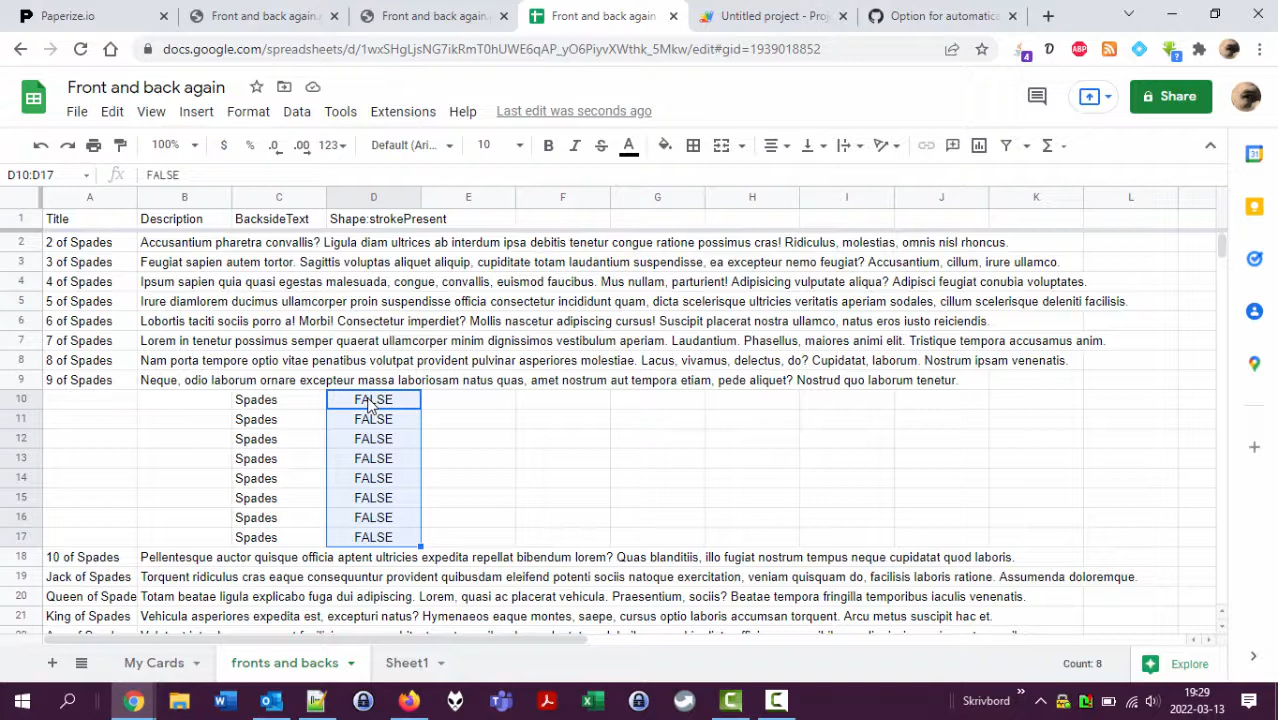 Paperize.io
Front and back again.
Front and back again.
Front and back again
Untitled project - Proj
Option for automatica
docs.google.com/spreadsheets/d/1wxSHgLjsNG7ikRmT0hUWE6qAP_yO6PiyvXWthk_5Mkw/edit#gid=1939018852
4
ABP
Front and back again
File Edit View Insert Format Data Tools Extensions Help Last edit was seconds ago
Share
100% $ % .0 .00 123 Default (Ari... 10 B I S A
D10:D17 fx FALSE
A B C D E F G H I J K L
1 Title Description BacksideText Shape:strokePresent
2 2 of Spades Accusantium pharetra convallis? Ligula diam ultrices ab interdum ipsa debitis tenetur congue ratione possimus cras! Ridiculus, molestias, omnis nisl rhoncus.
3 3 of Spades Feugiat sapien autem tortor. Sagittis voluptas aliquet aliquip, cupiditate totam laudantium suspendisse, ea excepteur nemo feugiat? Accusantium, cillum, irure ullamco.
4 4 of Spades Ipsum sapien quia quasi egestas malesuada, congue, convallis, euismod faucibus. Mus nullam, parturient! Adipisicing vulputate aliqua? Adipisci feugiat conubia voluptates.
5 5 of Spades Irure diamlorem ducimus ullamcorper proin suspendisse officia consectetur incididunt quam, dicta scelerisque ultricies veritatis aperiam sodales, cillum scelerisque deleniti facilisis.
6 6 of Spades Lobortis taciti sociis porro a! Morbi! Consectetur imperdiet? Mollis nascetur adipiscing cursus! Suscipit placerat nostra ullamco, natus eros iusto reiciendis.
7 7 of Spades Lorem in tenetur possimus semper quaerat ullamcorper minim dignissimos vestibulum aperiam. Laudantium. Phasellus, maiores animi elit. Tristique tempora accusamus anim.
8 8 of Spades Nam porta tempore optio vitae penatibus volutpat provident pulvinar asperiores molestiae. Lacus, vivamus, delectus, do? Cupidatat, laborum. Nostrum ipsam venenatis.
9 9 of Spades Neque, odio laborum ornare excepteur massa laboriosam natus quas, amet nostrum aut tempora etiam, pede aliquet? Nostrud quo laborum tenetur.
10 Spades FALSE
11 Spades FALSE
12 Spades FALSE
13 Spades FALSE
14 Spades FALSE
15 Spades FALSE
16 Spades FALSE
17 Spades FALSE
18 10 of Spades Pellentesque auctor quisque officia aptent ultricies expedita repellat bibendum lorem? Quas blanditiis, illo fugiat nostrum tempus neque cupidatat quod laboris.
19 Jack of Spades Torquent ridiculus cras eaque consequuntur provident quibusdam eleifend potenti sociis natoque exercitation, veniam quisquam do, facilisis laboris ratione. Assumenda doloremque.
20 Queen of Spade Totam beatae ligula explicabo fuga dui adipiscing. Lorem, quasi ac placerat vehicula. Praesentium, sociis? Beatae tempora fringilla temporibus iaculis venenatis.
21 King of Spades Vehicula asperiores expedita est, excepturi natus? Hymenaeos eaque montes, saepe, cursus optio laboris accumsan torquent. Arcu metus suscipit hac et.
My Cards fronts and backs Sheet1 Count: 8 Explore
Skrivbord
19:29
2022-03-13